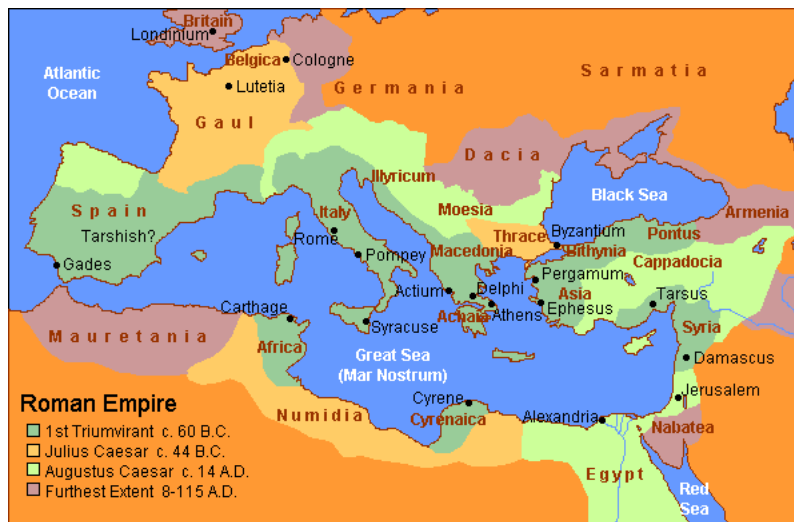 Britain
Londinium
Belgica
Cologne
Atlantic
Ocean
Lutetia
Germania
Sarmatia
Gaul
Dacia
Illyricum
Black Sea
Spain
Italy
Moesia
Armenia
Tarshish?
Rome
Thrace
Byzantium
Pontus
Macedonia
Bithynia
Gades
Pompey
Cappadocia
Pergamum
Actium
Delphi
Asia
Tarsus
Carthage
Achaia
Athens
Ephesus
Mauretania
Syracuse
Africa
Syria
Great Sea
(Mar Nostrum)
Damascus
Roman Empire
Cyrene
Jerusalem
Numidia
Cyrenaica
Alexandria
Nabatea
1st Triumvirant c. 60 B.C.
Julius Caesar c. 44 B.C.
Augustus Caesar c. 14 A.D.
Furthest Extent 8-115 A.D.
Egypt
Red
Sea